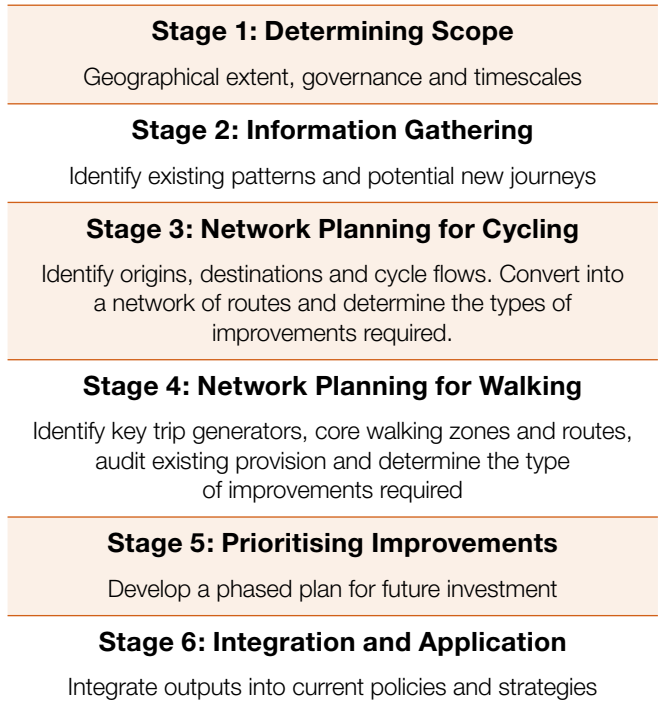 Stage 1: Determining Scope
Geographical extent, governance and timescales
Stage 2: Information Gathering
Identify existing patterns and potential new journeys
Stage 3: Network Planning for Cycling
Identify origins, destinations and cycle flows. Convert into
a network of routes and determine the types of
improvements required.
Stage 4: Network Planning for Walking
Identify key trip generators, core walking zones and routes,
audit existing provision and determine the type
of improvements required
Stage 5: Prioritising Improvements
Develop a phased plan for future investment
Stage 6: Integration and Application
Integrate outputs into current policies and strategies